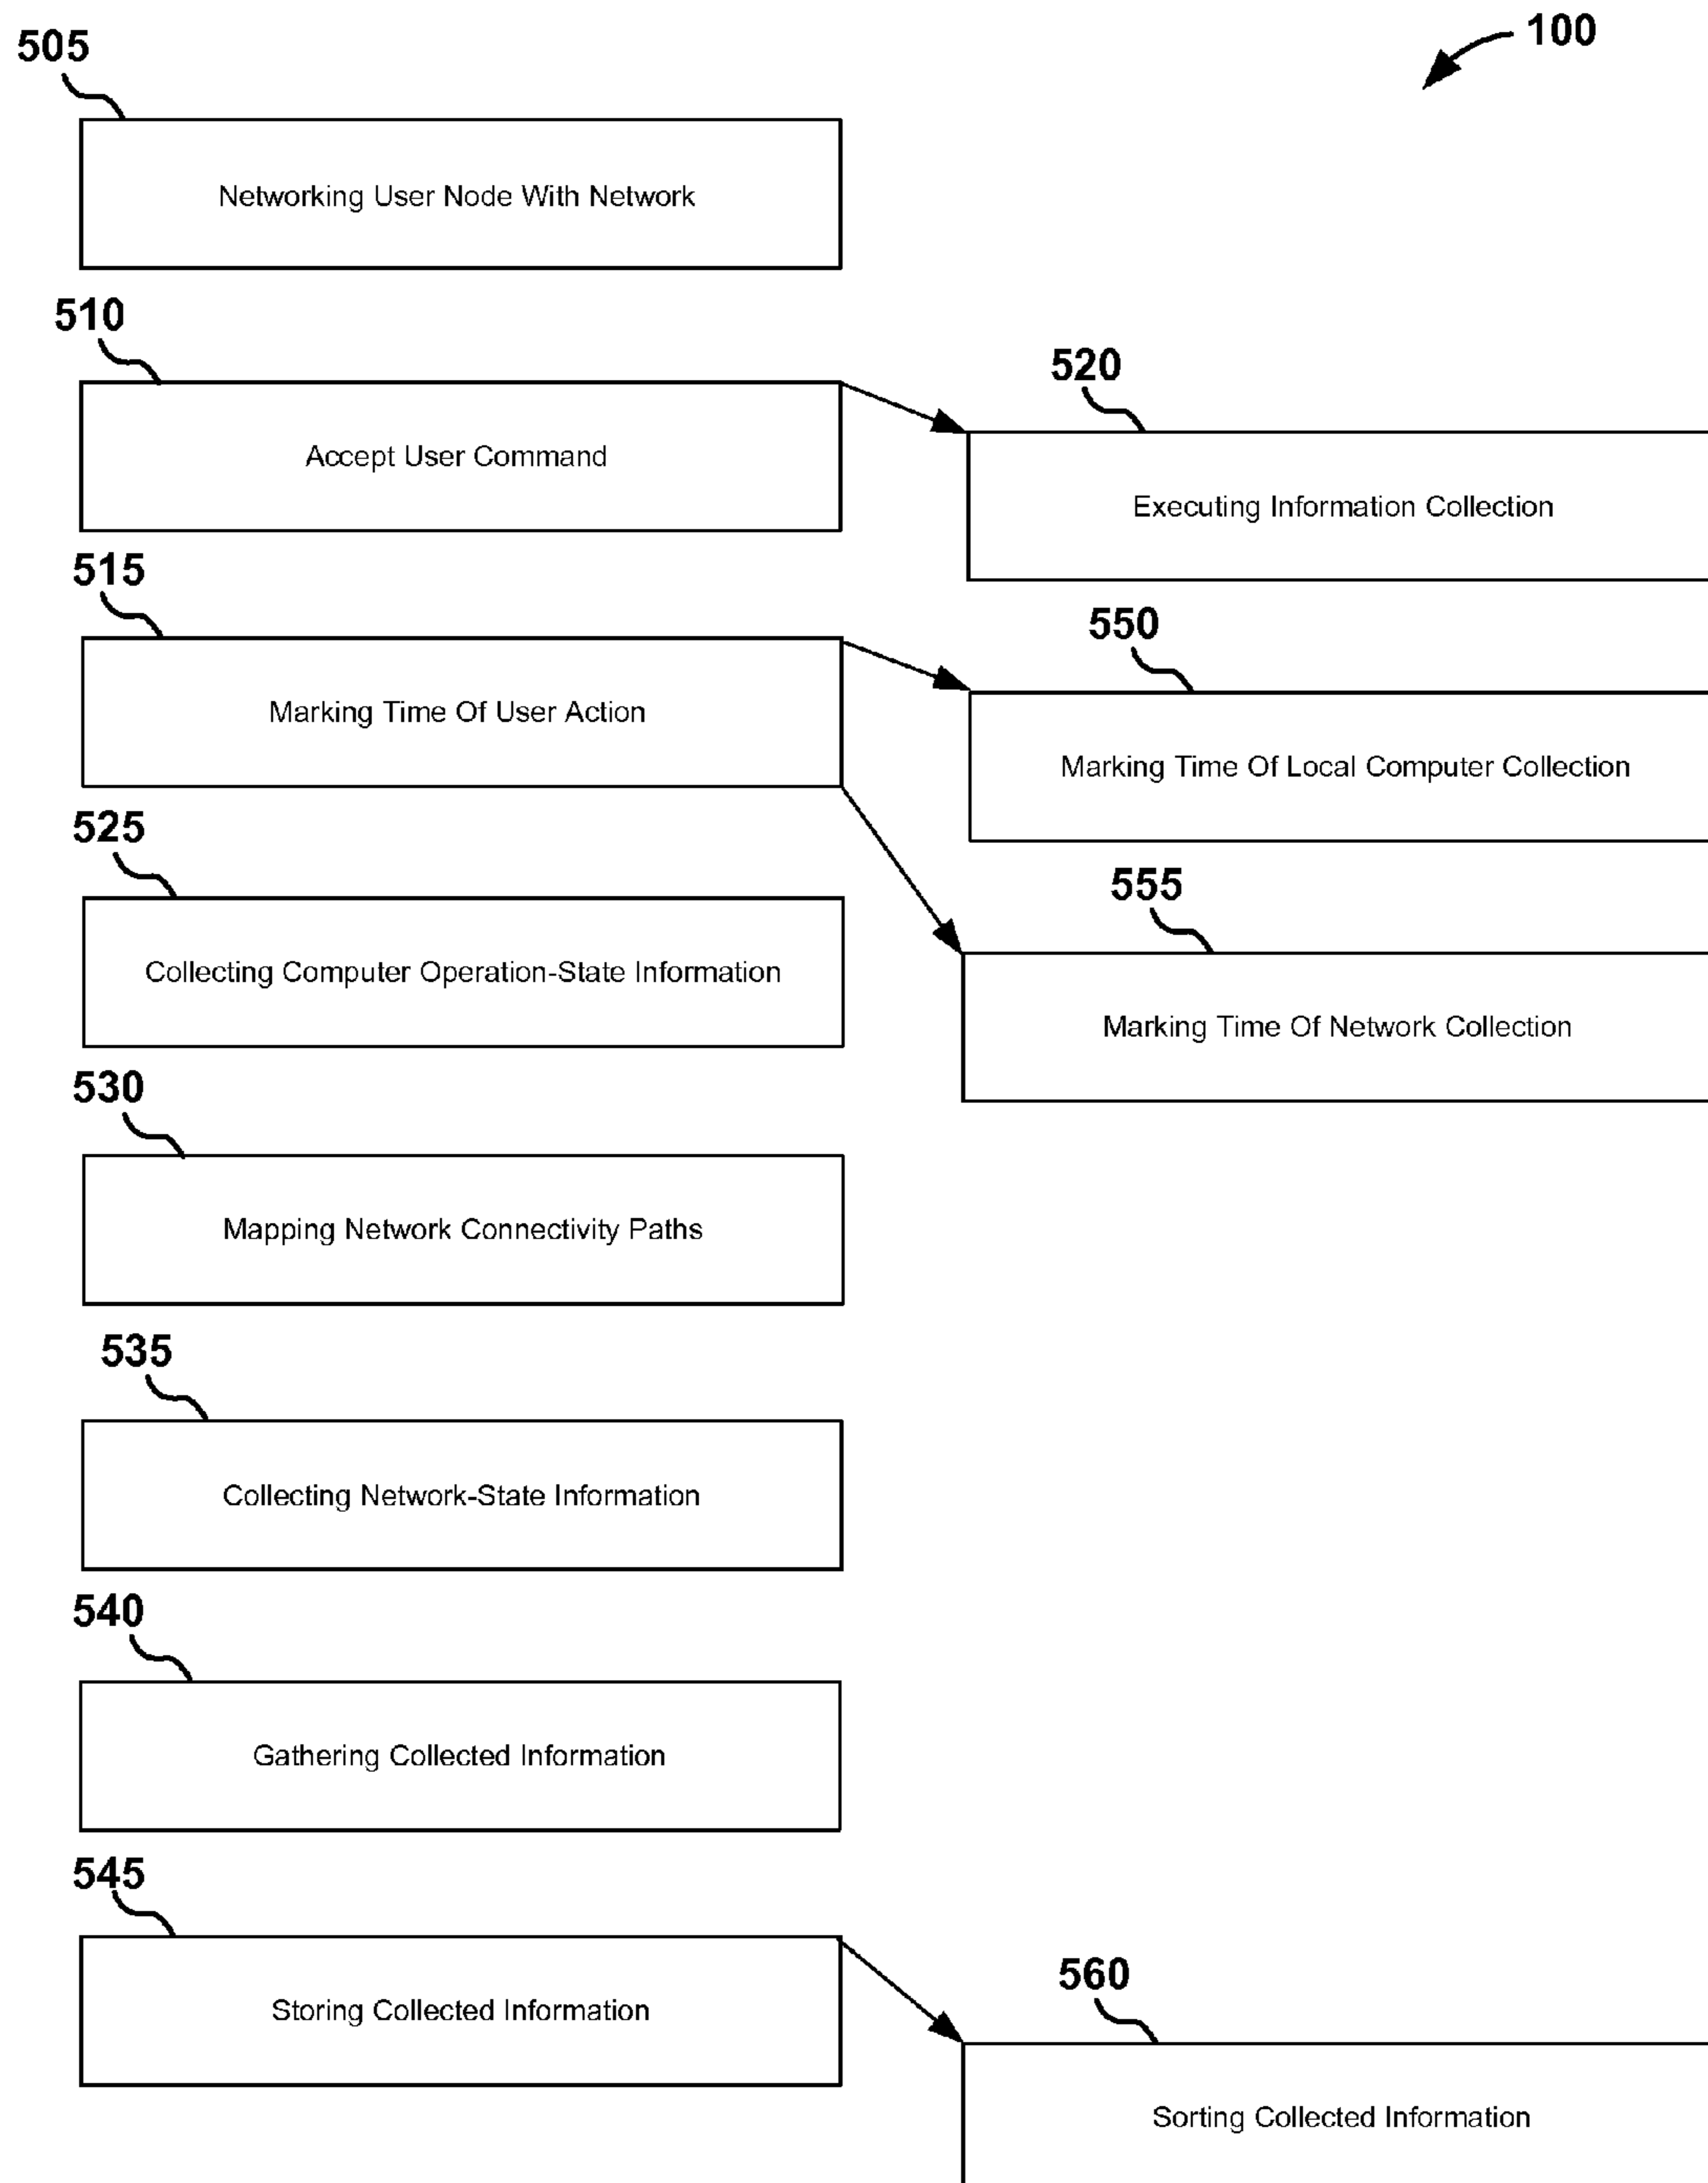 100
505
Networking User Node With Network
510
Accept User Command
520
Executing Information Collection
515
Marking Time Of User Action
550
Marking Time Of Local Computer Collection
525
Collecting Computer Operation-State Information
555
Marking Time Of Network Collection
530
Mapping Network Connectivity Paths
535
Collecting Network-State Information
540
Gathering Collected Information
545
Storing Collected Information
560
Sorting Collected Information